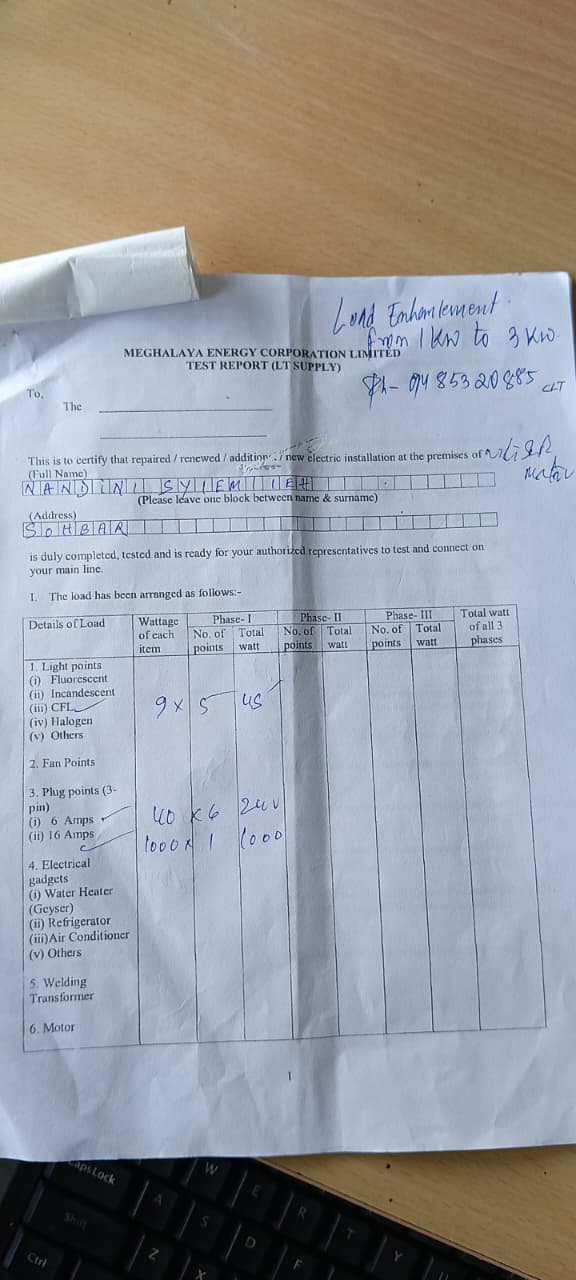 Load Enhancement
from 1 KW to 3 KW.
MEGHALAYA ENERGY CORPORATION LIMITED
TEST REPORT (LT SUPPLY)
Ph- 9485320885
To,
The
This is to certify that repaired / renewed / addition / new electric installation at the premises of
(Full Name)
NANDINI SYIEMLIEH
(Please leave one block between name & surname)
(Address)
SOHBAR
is duly completed, tested and is ready for your authorized representatives to test and connect on
your main line.
1. The load has been arranged as follows:-
Details of Load Wattage of each item Phase- I Phase- II Phase- III Total watt of all 3 phases
No. of points Total watt No. of points Total watt No. of points Total watt
1. Light points
(i) Fluorescent
(ii) Incandescent
(iii) CFL 9 x 5 45
(iv) Halogen
(v) Others
2. Fan Points
3. Plug points (3-
pin)
(i) 6 Amps 40 x 6 240
(ii) 16 Amps 1000 x 1 1000
4. Electrical
gadgets
(i) Water Heater
(Geyser)
(ii) Refrigerator
(iii) Air Conditioner
(v) Others
5. Welding
Transformer
6. Motor
1
Caps Lock
W
E
R
T
Y
A
S
D
F
Shift
Z
X
Ctrl